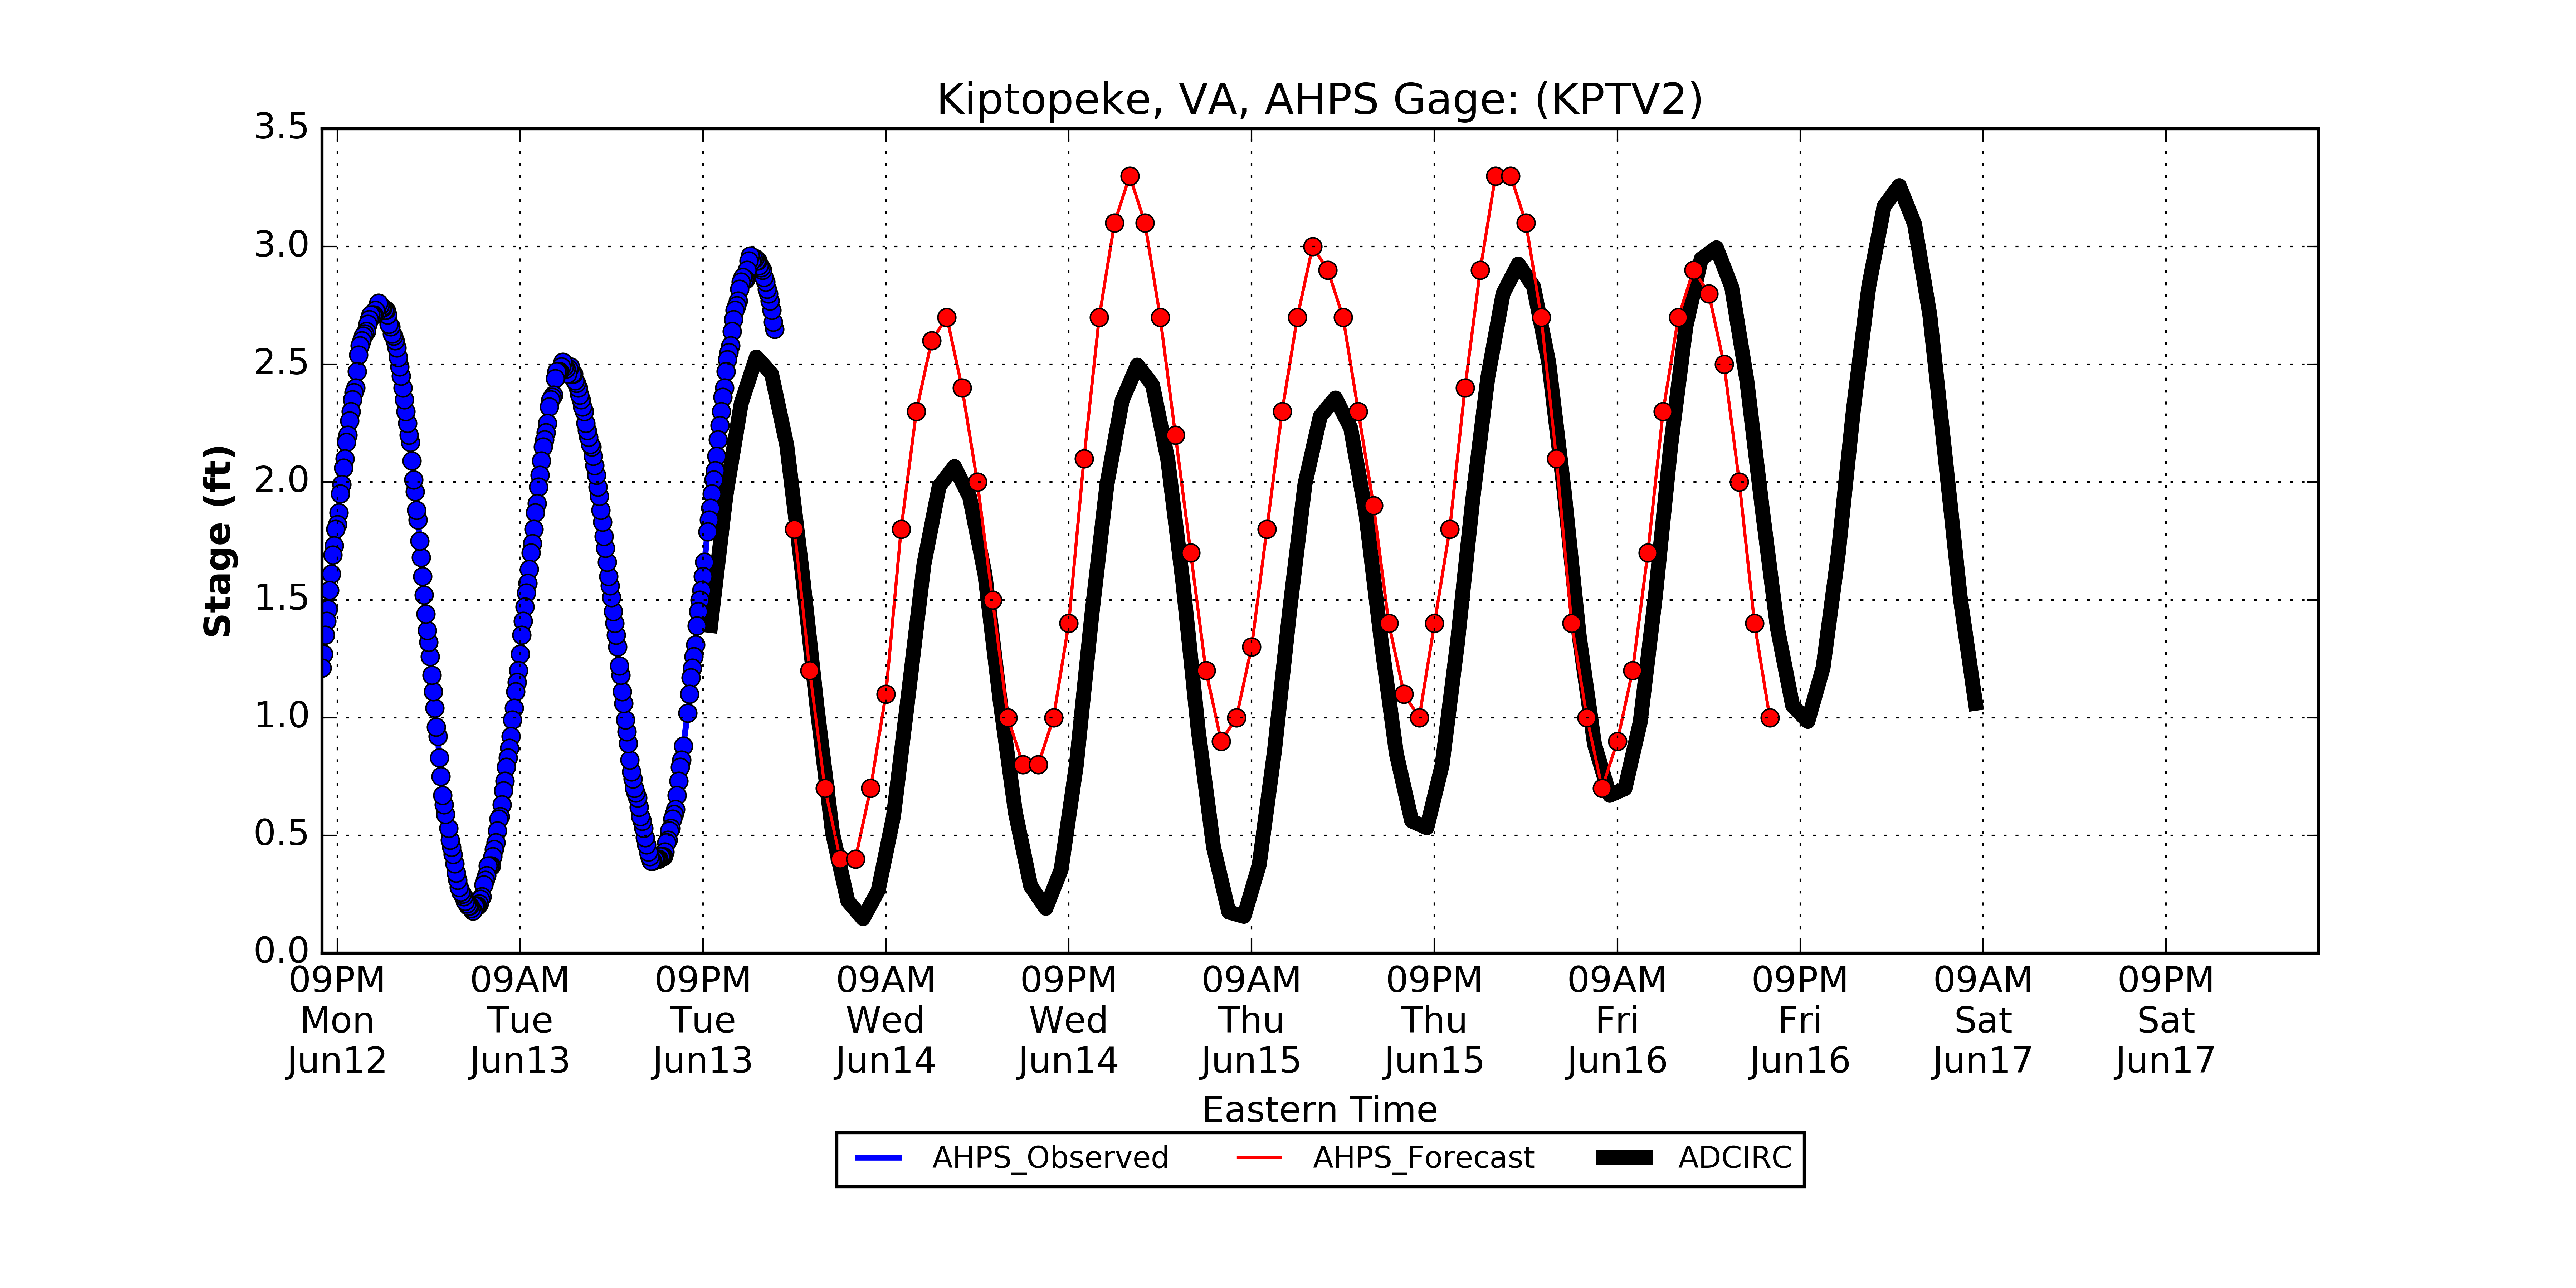 Kiptopeke, VA, AHPS Gage: (KPTV2)
3.5
3.0
2.5
2.0
1.5
1.0
0.5
0.0
Stage (ft)
09PM 09AM 09PM 09AM 09PM 09AM 09PM 09AM 09PM 09AM 09PM
Mon Tue Tue Wed Wed Thu Thu Fri Fri Sat Sat
Jun12 Jun13 Jun13 Jun14 Jun14 Jun15 Jun15 Jun16 Jun16 Jun17 Jun17
Eastern Time
AHPS_Observed AHPS_Forecast ADCIRC